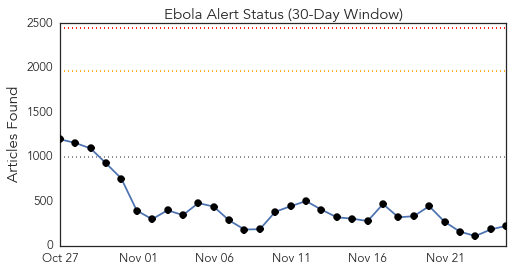 Ebola Alert Status (30-Day Window)
Articles Found
2500
2000
1500
1000
500
0
Oct 27
Nov 01
Nov 06
Nov 11
Nov 16
Nov 21